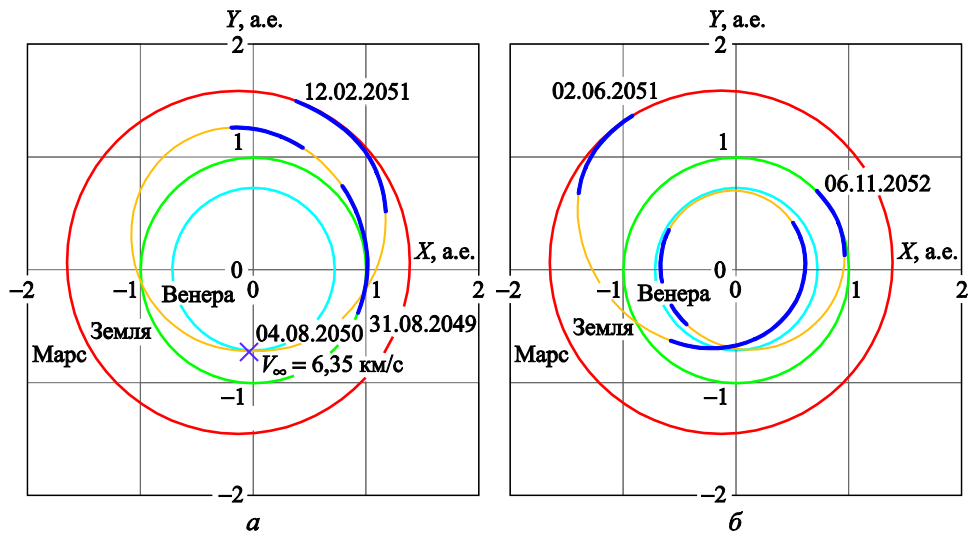 Y, а.е.
2
12.02.2051
1
X, а.е.
–2
–1
0
1
2
Венера
Земля
04.08.2050
31.08.2049
Марс
V∞ = 6,35 км/с
–1
–2
а
Y, а.е.
2
02.06.2051
1
06.11.2052
X, а.е.
–2
–1
0
1
2
Венера
Земля
Марс
–1
–2
б